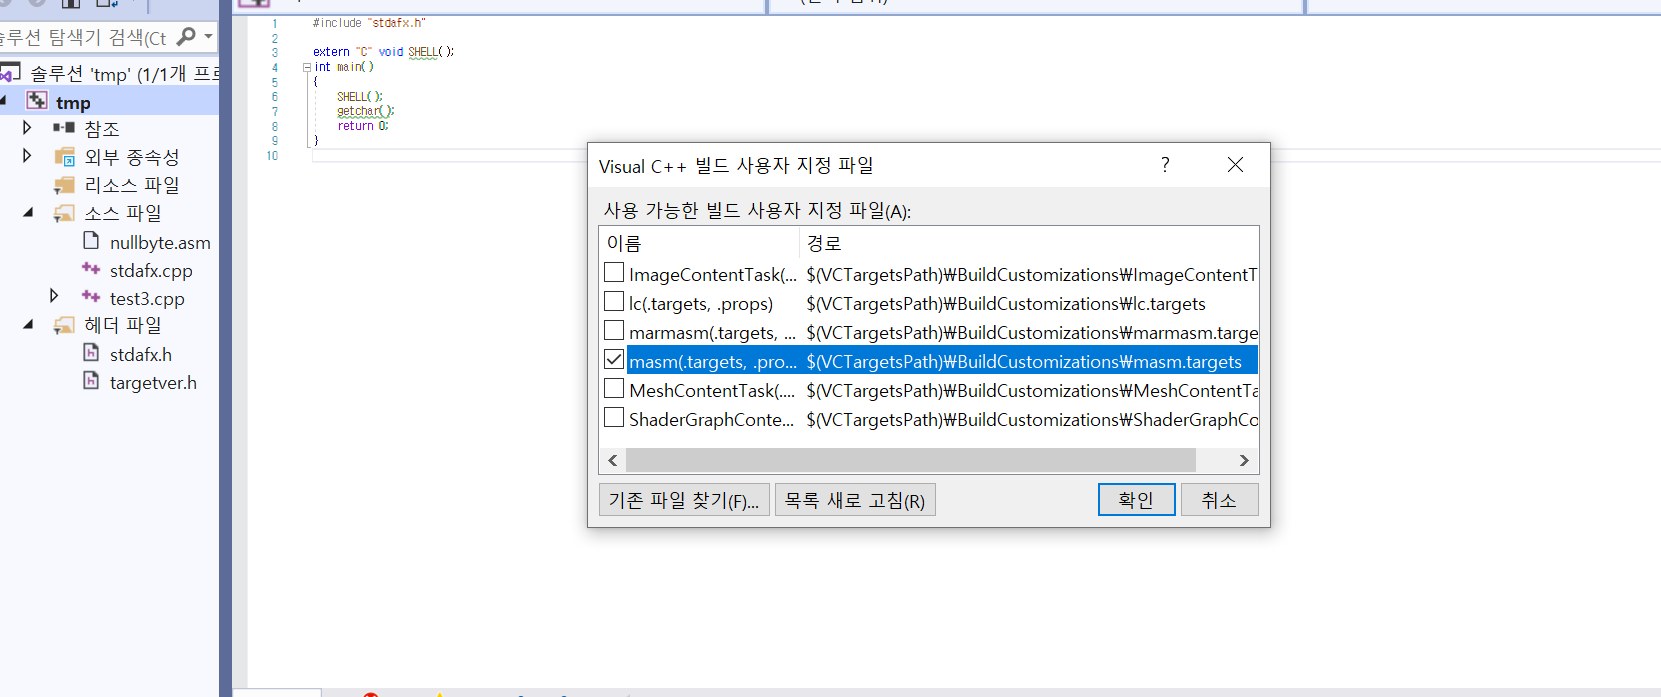 솔루션 탐색기 검색(Ct
솔루션 'tmp' (1/1개 프로
tmp
참조
외부 종속성
리소스 파일
소스 파일
nullbyte.asm
stdafx.cpp
test3.cpp
헤더 파일
stdafx.h
targetver.h
1 #include "stdafx.h"
2
3 extern "C" void SHELL();
4 int main()
5 {
6 SHELL();
7 getchar();
8 return 0;
9 }
10
Visual C++ 빌드 사용자 지정 파일
사용 가능한 빌드 사용자 지정 파일(A):
이름 경로
ImageContentTask(... $(VCTargetsPath)₩BuildCustomizations₩ImageContentT
lc(.targets, .props) $(VCTargetsPath)₩BuildCustomizations₩lc.targets
marmasm(.targets, ... $(VCTargetsPath)₩BuildCustomizations₩marmasm.targe
masm(.targets, .pro... $(VCTargetsPath)₩BuildCustomizations₩masm.targets
MeshContentTask(.... $(VCTargetsPath)₩BuildCustomizations₩MeshContentTa
ShaderGraphConte... $(VCTargetsPath)₩BuildCustomizations₩ShaderGraphCo
기존 파일 찾기(F)... 목록 새로 고침(R) 확인 취소